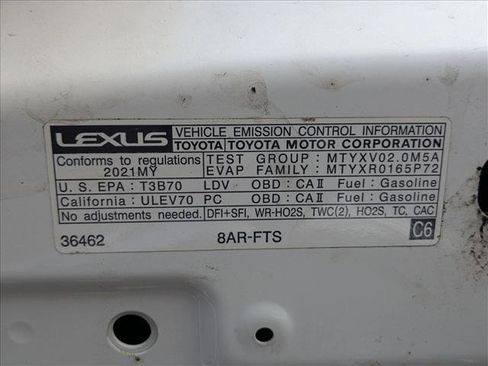 LEXUS VEHICLE EMISSION CONTROL INFORMATION
TOYOTA TOYOTA MOTOR CORPORATION
Conforms to regulations TEST GROUP : MTYXV02.0M5A
2021MY EVAP FAMILY : MTYXR0165P72
U.S. EPA : T3B70 LDV OBD : CAⅡ Fuel : Gasoline
California : ULEV70 PC OBD : CAⅡ Fuel : Gasoline
No adjustments needed. DFI+SFI, WR-HO2S, TWC(2), HO2S, TC, CAC
36462 8AR-FTS C6